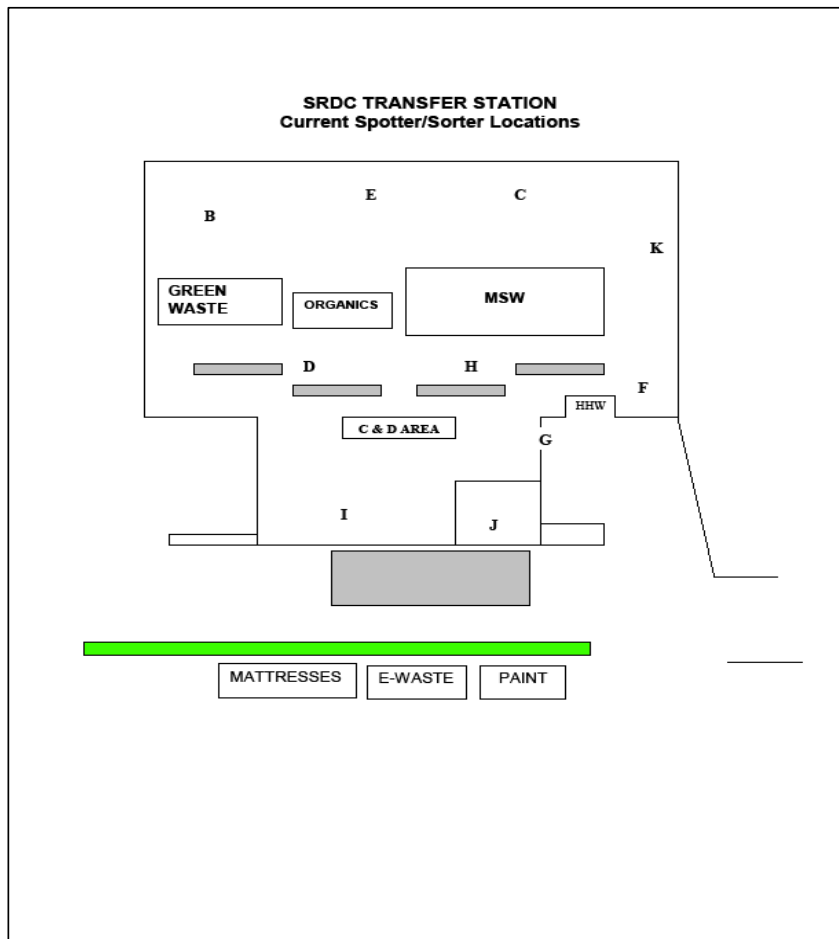 SRDC TRANSFER STATION
Current Spotter/Sorter Locations
E
C
B
K
GREEN
WASTE
ORGANICS
MSW
D
H
F
HHW
C & D AREA
G
I
J
MATTRESSES
E-WASTE
PAINT